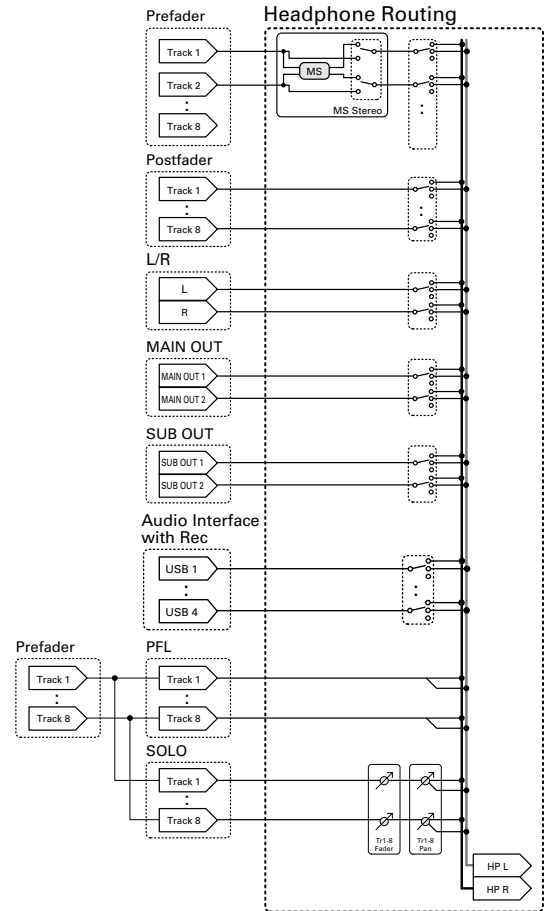 Headphone Routing
Prefader
Track 1
Track 2
:
Track 8
MS
MS Stereo
:
Postfader
Track 1
:
Track 8
:
L/R
L
R
MAIN OUT
MAIN OUT 1
MAIN OUT 2
SUB OUT
SUB OUT 1
SUB OUT 2
Audio Interface
with Rec
USB 1
:
USB 4
:
Prefader
Track 1
:
Track 8
PFL
Track 1
:
Track 8
SOLO
Track 1
:
Track 8
Tr1-8
Fader
Tr1-8
Pan
HP L
HP R